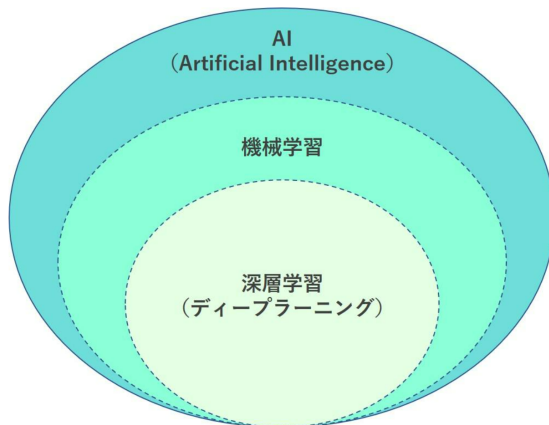 AI
（Artificial Intelligence）
機械学習
深層学習
（ディープラーニング）